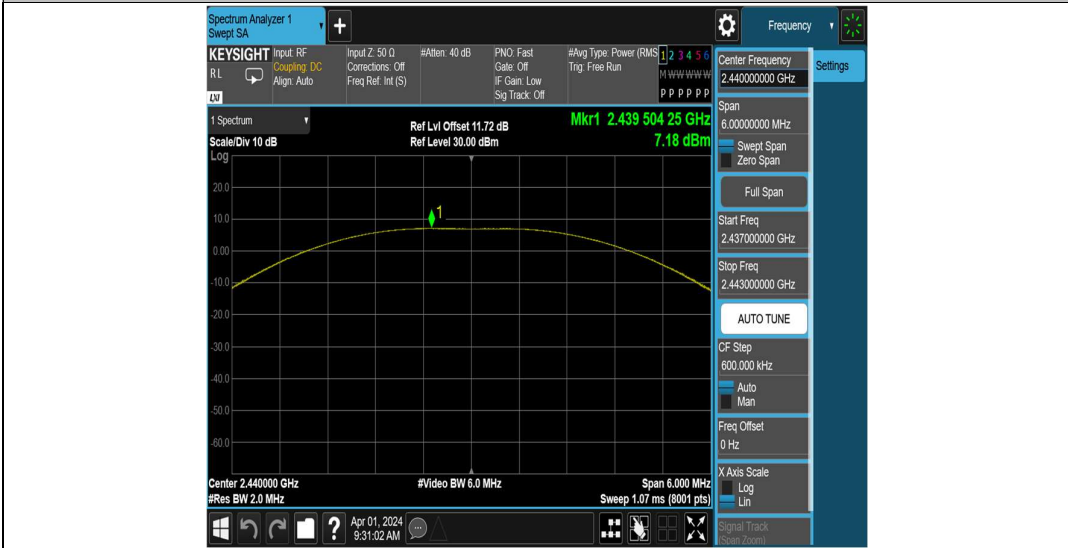 Spectrum Analyzer 1
Swept SA
Frequency
KEYSIGHT
RL
LXI
Input: RF
Coupling: DC
Align: Auto
Input Z: 50 Ω
Corrections: Off
Freq Ref: Int (S)
#Atten: 40 dB
PNO: Fast
Gate: Off
IF Gain: Low
Sig Track: Off
#Avg Type: Power (RMS
Trig: Free Run
1 2 3 4 5 6
M W W W W W
P P P P P P
Center Frequency
2.440000000 GHz
Settings
Span
6.00000000 MHz
Swept Span
Zero Span
Full Span
Start Freq
2.437000000 GHz
Stop Freq
2.443000000 GHz
AUTO TUNE
CF Step
600.000 kHz
Auto
Man
Freq Offset
0 Hz
X Axis Scale
Log
Lin
Signal Track
(Span Zoom)
1 Spectrum
Scale/Div 10 dB
Log
Ref Lvl Offset 11.72 dB
Ref Level 30.00 dBm
Mkr1 2.439 504 25 GHz
7.18 dBm
1
20.0
10.0
0.00
-10.0
-20.0
-30.0
-40.0
-50.0
-60.0
Center 2.440000 GHz
#Res BW 2.0 MHz
#Video BW 6.0 MHz
Span 6.000 MHz
Sweep 1.07 ms (8001 pts)
?
Apr 01, 2024
9:31:02 AM